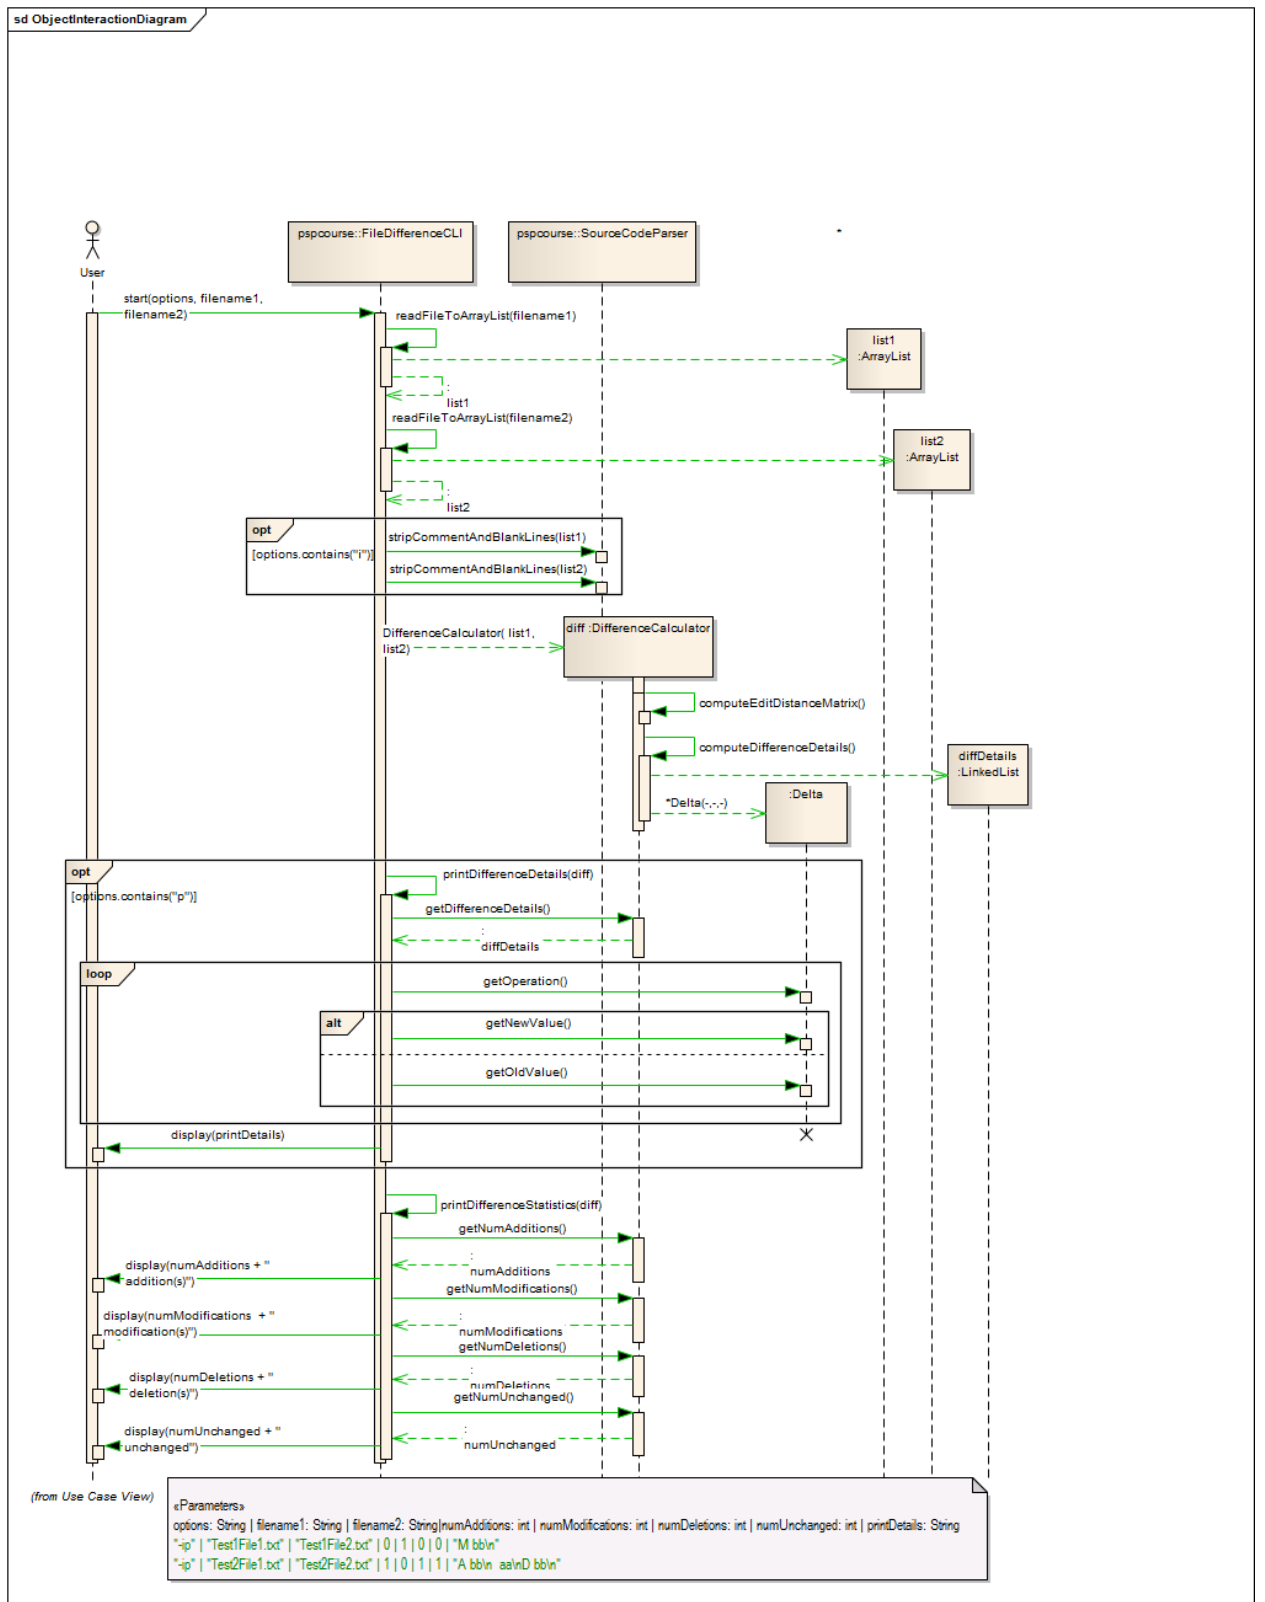 sd ObjectInteractionDiagram
pspcourse::FileDifferenceCLI
pspcourse::SourceCodeParser
*
User
start(options, filename1,
filename2)
readFileToArrayList(filename1)
list1
:ArrayList
:
list1
readFileToArrayList(filename2)
list2
:ArrayList
:
list2
opt
[options.contains("i")]
stripCommentAndBlankLines(list1)
stripCommentAndBlankLines(list2)
DifferenceCalculator( list1,
list2)
diff :DifferenceCalculator
computeEditDistanceMatrix()
computeDifferenceDetails()
diffDetails
:LinkedList
*Delta(-,-,-)
:Delta
opt
[options.contains("p")]
printDifferenceDetails(diff)
getDifferenceDetails()
:
diffDetails
loop
getOperation()
alt
getNewValue()
getOldValue()
display(printDetails)
printDifferenceStatistics(diff)
getNumAdditions()
:
numAdditions
display(numAdditions + "
addition(s)")
getNumModifications()
:
numModifications
display(numModifications  + "
modification(s)")
getNumDeletions()
:
numDeletions
display(numDeletions + "
deletion(s)")
getNumUnchanged()
:
numUnchanged
display(numUnchanged + "
unchanged")
(from Use Case View)
«Parameters»
options: String | filename1: String | filename2: String|numAdditions: int | numModifications: int | numDeletions: int | numUnchanged: int | printDetails: String
"-ip" | "Test1File1.txt" | "Test1File2.txt" | 0 | 1 | 0 | 0 | "M bb\n"
"-ip" | "Test2File1.txt" | "Test2File2.txt" | 1 | 0 | 1 | 1 | "A bb\n  aa\nD bb\n"